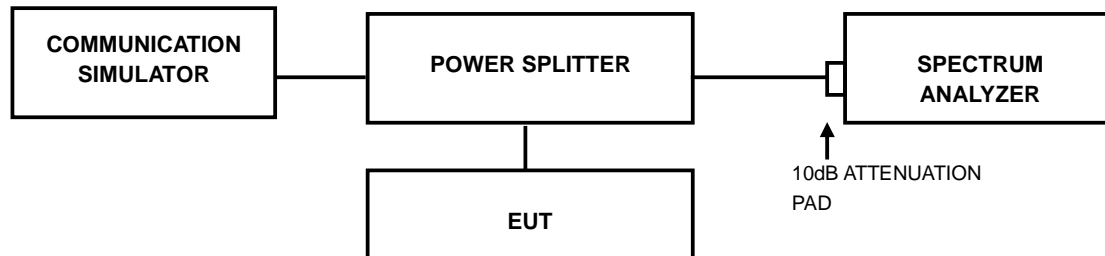 COMMUNICATION
SIMULATOR
POWER SPLITTER
SPECTRUM
ANALYZER
10dB ATTENUATION
PAD
EUT